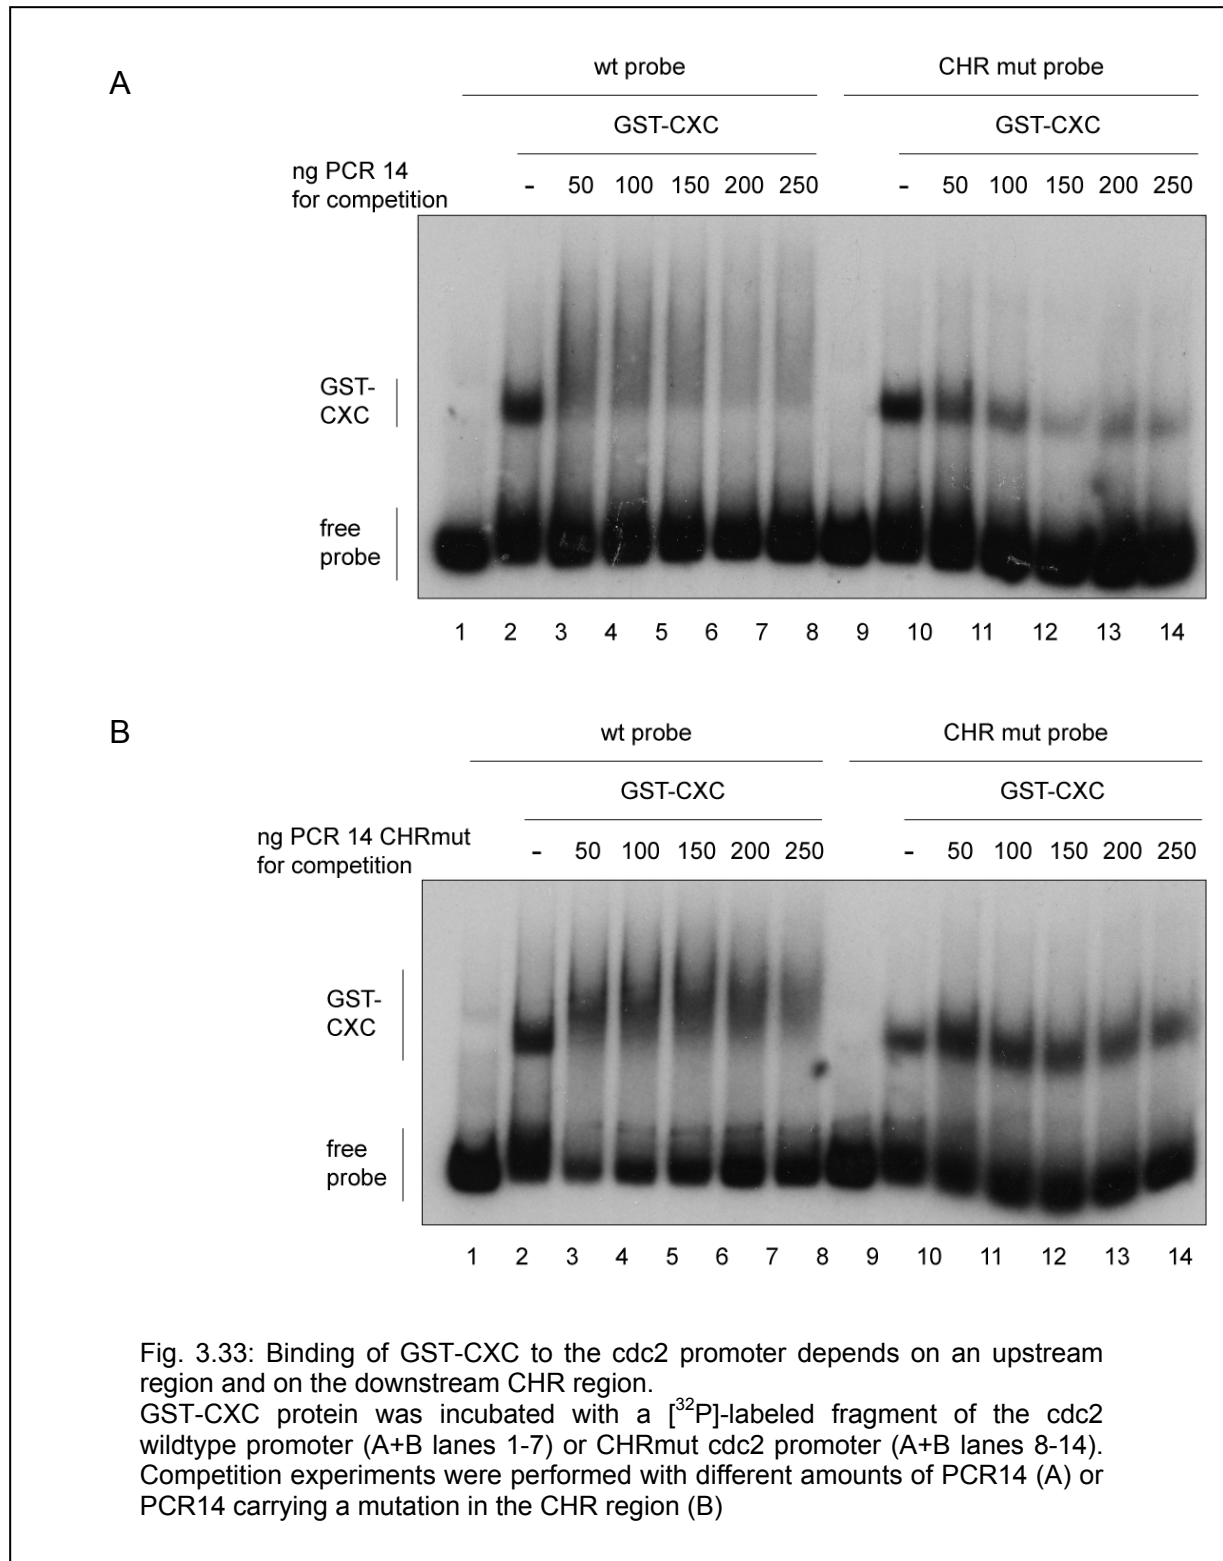 A
wt probe CHR mut probe
GST-CXC GST-CXC
ng PCR 14
for competition
- 50 100 150 200 250 - 50 100 150 200 250
GST-
CXC
free
probe
1 2 3 4 5 6 7 8 9 10 11 12 13 14
B
wt probe CHR mut probe
GST-CXC GST-CXC
ng PCR 14 CHRmut
for competition
- 50 100 150 200 250 - 50 100 150 200 250
GST-
CXC
free
probe
1 2 3 4 5 6 7 8 9 10 11 12 13 14
Fig. 3.33: Binding of GST-CXC to the cdc2 promoter depends on an upstream
region and on the downstream CHR region.
GST-CXC protein was incubated with a [³²P]-labeled fragment of the cdc2
wildtype promoter (A+B lanes 1-7) or CHRmut cdc2 promoter (A+B lanes 8-14).
Competition experiments were performed with different amounts of PCR14 (A) or
PCR14 carrying a mutation in the CHR region (B)